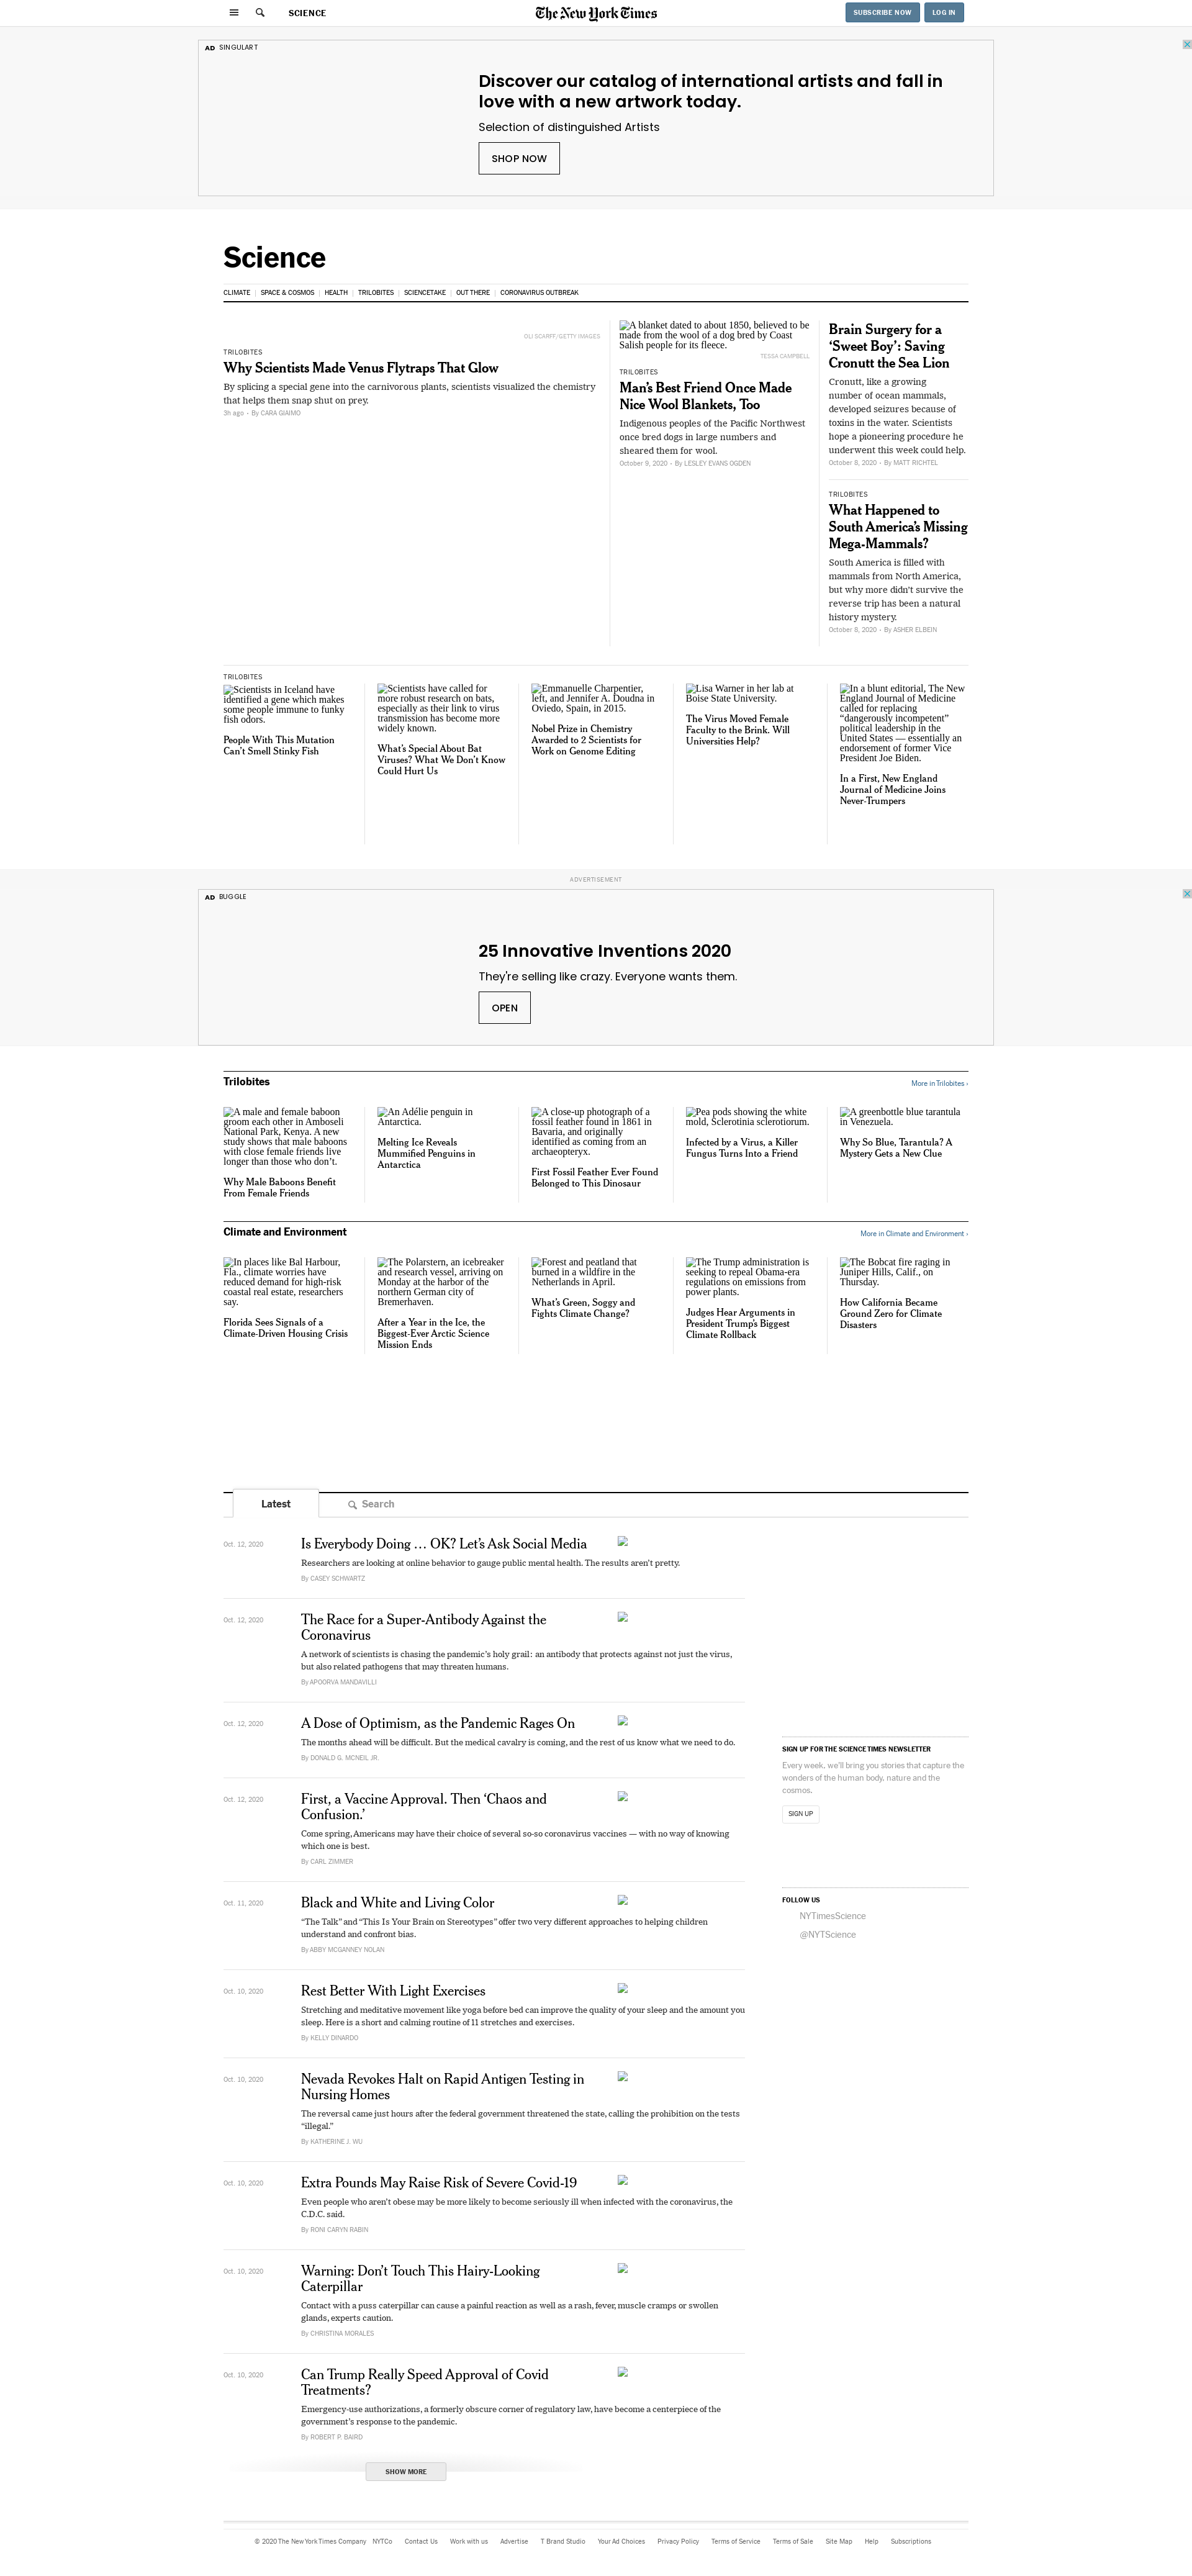 SCIENCE
The New York Times
SUBSCRIBE NOW
LOG IN
AD SINGULART
Discover our catalog of international artists and fall in
love with a new artwork today.
Selection of distinguished Artists
SHOP NOW
Science
CLIMATE | SPACE & COSMOS | HEALTH | TRILOBITES | SCIENCETAKE | OUT THERE | CORONAVIRUS OUTBREAK
OLI SCARFF/GETTY IMAGES
TRILOBITES
Why Scientists Made Venus Flytraps That Glow
By splicing a special gene into the carnivorous plants, scientists visualized the chemistry
that helps them snap shut on prey.
3h ago • By CARA GIAIMO
A blanket dated to about 1850, believed to be
made from the wool of a dog bred by Coast
Salish people for its fleece.
TESSA CAMPBELL
TRILOBITES
Man’s Best Friend Once Made
Nice Wool Blankets, Too
Indigenous peoples of the Pacific Northwest
once bred dogs in large numbers and
sheared them for wool.
October 9, 2020 • By LESLEY EVANS OGDEN
Brain Surgery for a
‘Sweet Boy’: Saving
Cronutt the Sea Lion
Cronutt, like a growing
number of ocean mammals,
developed seizures because of
toxins in the water. Scientists
hope a pioneering procedure he
underwent this week could help.
October 8, 2020 • By MATT RICHTEL
TRILOBITES
What Happened to
South America’s Missing
Mega-Mammals?
South America is filled with
mammals from North America,
but why more didn’t survive the
reverse trip has been a natural
history mystery.
October 8, 2020 • By ASHER ELBEIN
TRILOBITES
Scientists in Iceland have
identified a gene which makes
some people immune to funky
fish odors.
People With This Mutation
Can’t Smell Stinky Fish
Scientists have called for
more robust research on bats,
especially as their link to virus
transmission has become more
widely known.
What’s Special About Bat
Viruses? What We Don’t Know
Could Hurt Us
Emmanuelle Charpentier,
left, and Jennifer A. Doudna in
Oviedo, Spain, in 2015.
Nobel Prize in Chemistry
Awarded to 2 Scientists for
Work on Genome Editing
Lisa Warner in her lab at
Boise State University.
The Virus Moved Female
Faculty to the Brink. Will
Universities Help?
In a blunt editorial, The New
England Journal of Medicine
called for replacing
“dangerously incompetent”
political leadership in the
United States — essentially an
endorsement of former Vice
President Joe Biden.
In a First, New England
Journal of Medicine Joins
Never-Trumpers
ADVERTISEMENT
AD BUGGLE
25 Innovative Inventions 2020
They're selling like crazy. Everyone wants them.
OPEN
Trilobites
More in Trilobites ›
A male and female baboon
groom each other in Amboseli
National Park, Kenya. A new
study shows that male baboons
with close female friends live
longer than those who don’t.
Why Male Baboons Benefit
From Female Friends
An Adélie penguin in
Antarctica.
Melting Ice Reveals
Mummified Penguins in
Antarctica
A close-up photograph of a
fossil feather found in 1861 in
Bavaria, and originally
identified as coming from an
archaeopteryx.
First Fossil Feather Ever Found
Belonged to This Dinosaur
Pea pods showing the white
mold, Sclerotinia sclerotiorum.
Infected by a Virus, a Killer
Fungus Turns Into a Friend
A greenbottle blue tarantula
in Venezuela.
Why So Blue, Tarantula? A
Mystery Gets a New Clue
Climate and Environment
More in Climate and Environment ›
In places like Bal Harbour,
Fla., climate worries have
reduced demand for high-risk
coastal real estate, researchers
say.
Florida Sees Signals of a
Climate-Driven Housing Crisis
The Polarstern, an icebreaker
and research vessel, arriving on
Monday at the harbor of the
northern German city of
Bremerhaven.
After a Year in the Ice, the
Biggest-Ever Arctic Science
Mission Ends
Forest and peatland that
burned in a wildfire in the
Netherlands in April.
What’s Green, Soggy and
Fights Climate Change?
The Trump administration is
seeking to repeal Obama-era
regulations on emissions from
power plants.
Judges Hear Arguments in
President Trump’s Biggest
Climate Rollback
The Bobcat fire raging in
Juniper Hills, Calif., on
Thursday.
How California Became
Ground Zero for Climate
Disasters
Latest
Search
Oct. 12, 2020
Is Everybody Doing … OK? Let’s Ask Social Media
Researchers are looking at online behavior to gauge public mental health. The results aren’t pretty.
By CASEY SCHWARTZ
Oct. 12, 2020
The Race for a Super-Antibody Against the
Coronavirus
A network of scientists is chasing the pandemic’s holy grail: an antibody that protects against not just the virus,
but also related pathogens that may threaten humans.
By APOORVA MANDAVILLI
Oct. 12, 2020
A Dose of Optimism, as the Pandemic Rages On
The months ahead will be difficult. But the medical cavalry is coming, and the rest of us know what we need to do.
By DONALD G. MCNEIL JR.
Oct. 12, 2020
First, a Vaccine Approval. Then ‘Chaos and
Confusion.’
Come spring, Americans may have their choice of several so-so coronavirus vaccines — with no way of knowing
which one is best.
By CARL ZIMMER
Oct. 11, 2020
Black and White and Living Color
“The Talk” and “This Is Your Brain on Stereotypes” offer two very different approaches to helping children
understand and confront bias.
By ABBY MCGANNEY NOLAN
Oct. 10, 2020
Rest Better With Light Exercises
Stretching and meditative movement like yoga before bed can improve the quality of your sleep and the amount you
sleep. Here is a short and calming routine of 11 stretches and exercises.
By KELLY DINARDO
Oct. 10, 2020
Nevada Revokes Halt on Rapid Antigen Testing in
Nursing Homes
The reversal came just hours after the federal government threatened the state, calling the prohibition on the tests
“illegal.”
By KATHERINE J. WU
Oct. 10, 2020
Extra Pounds May Raise Risk of Severe Covid-19
Even people who aren’t obese may be more likely to become seriously ill when infected with the coronavirus, the
C.D.C. said.
By RONI CARYN RABIN
Oct. 10, 2020
Warning: Don’t Touch This Hairy-Looking
Caterpillar
Contact with a puss caterpillar can cause a painful reaction as well as a rash, fever, muscle cramps or swollen
glands, experts caution.
By CHRISTINA MORALES
Oct. 10, 2020
Can Trump Really Speed Approval of Covid
Treatments?
Emergency-use authorizations, a formerly obscure corner of regulatory law, have become a centerpiece of the
government’s response to the pandemic.
By ROBERT P. BAIRD
SHOW MORE
SIGN UP FOR THE SCIENCE TIMES NEWSLETTER
Every week, we'll bring you stories that capture the
wonders of the human body, nature and the
cosmos.
SIGN UP
FOLLOW US
NYTimesScience
@NYTScience
© 2020 The New York Times Company NYTCo Contact Us Work with us Advertise T Brand Studio Your Ad Choices Privacy Policy Terms of Service Terms of Sale Site Map Help Subscriptions